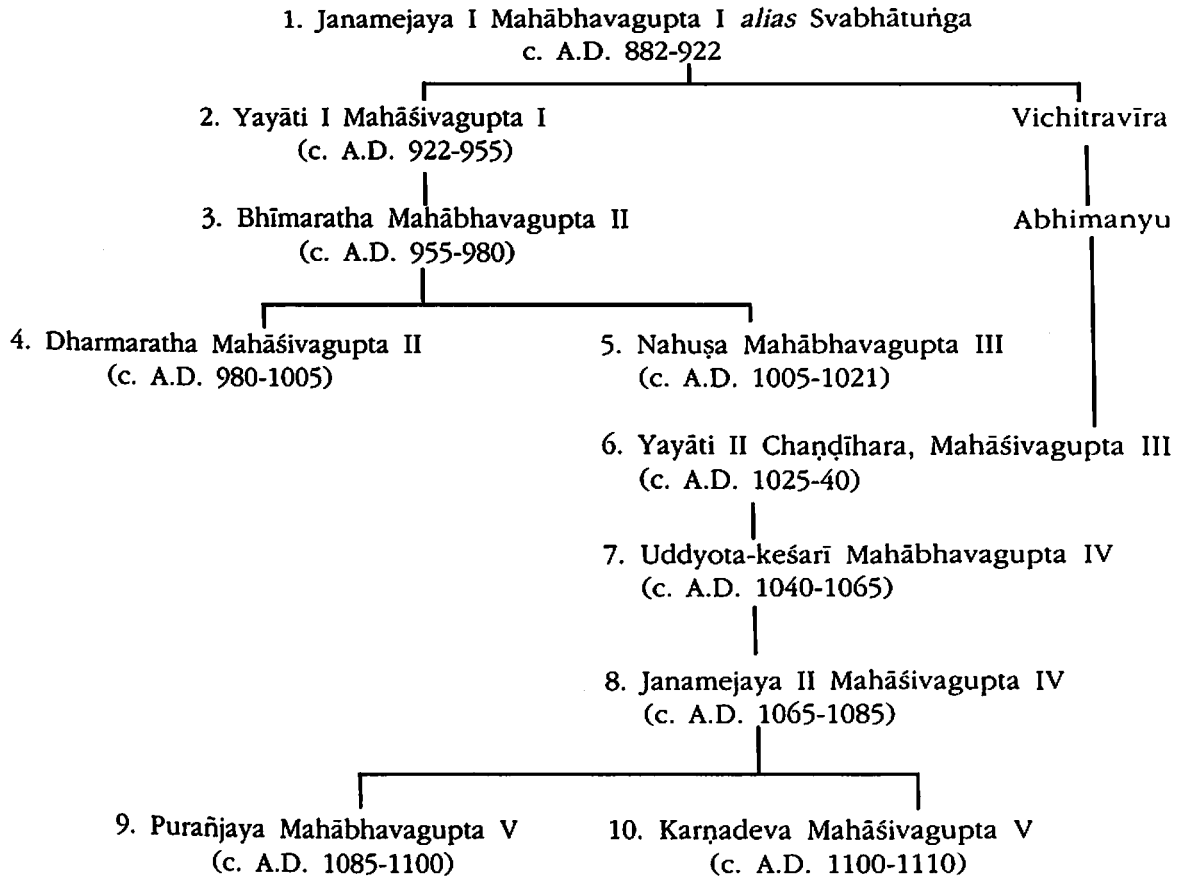 1. Janamejaya I Mahābhavagupta I alias Svabhātuṅga
c. A.D. 882-922
2. Yayāti I Mahāśivagupta I
(c. A.D. 922-955)
Vichitravīra
3. Bhīmaratha Mahābhavagupta II
(c. A.D. 955-980)
Abhimanyu
4. Dharmaratha Mahāśivagupta II
(c. A.D. 980-1005)
5. Nahuṣa Mahābhavagupta III
(c. A.D. 1005-1021)
6. Yayāti II Chaṇḍīhara, Mahāśivagupta III
(c. A.D. 1025-40)
7. Uddyota-keśarī Mahābhavagupta IV
(c. A.D. 1040-1065)
8. Janamejaya II Mahāśivagupta IV
(c. A.D. 1065-1085)
9. Purañjaya Mahābhavagupta V
(c. A.D. 1085-1100)
10. Karṇadeva Mahāśivagupta V
(c. A.D. 1100-1110)